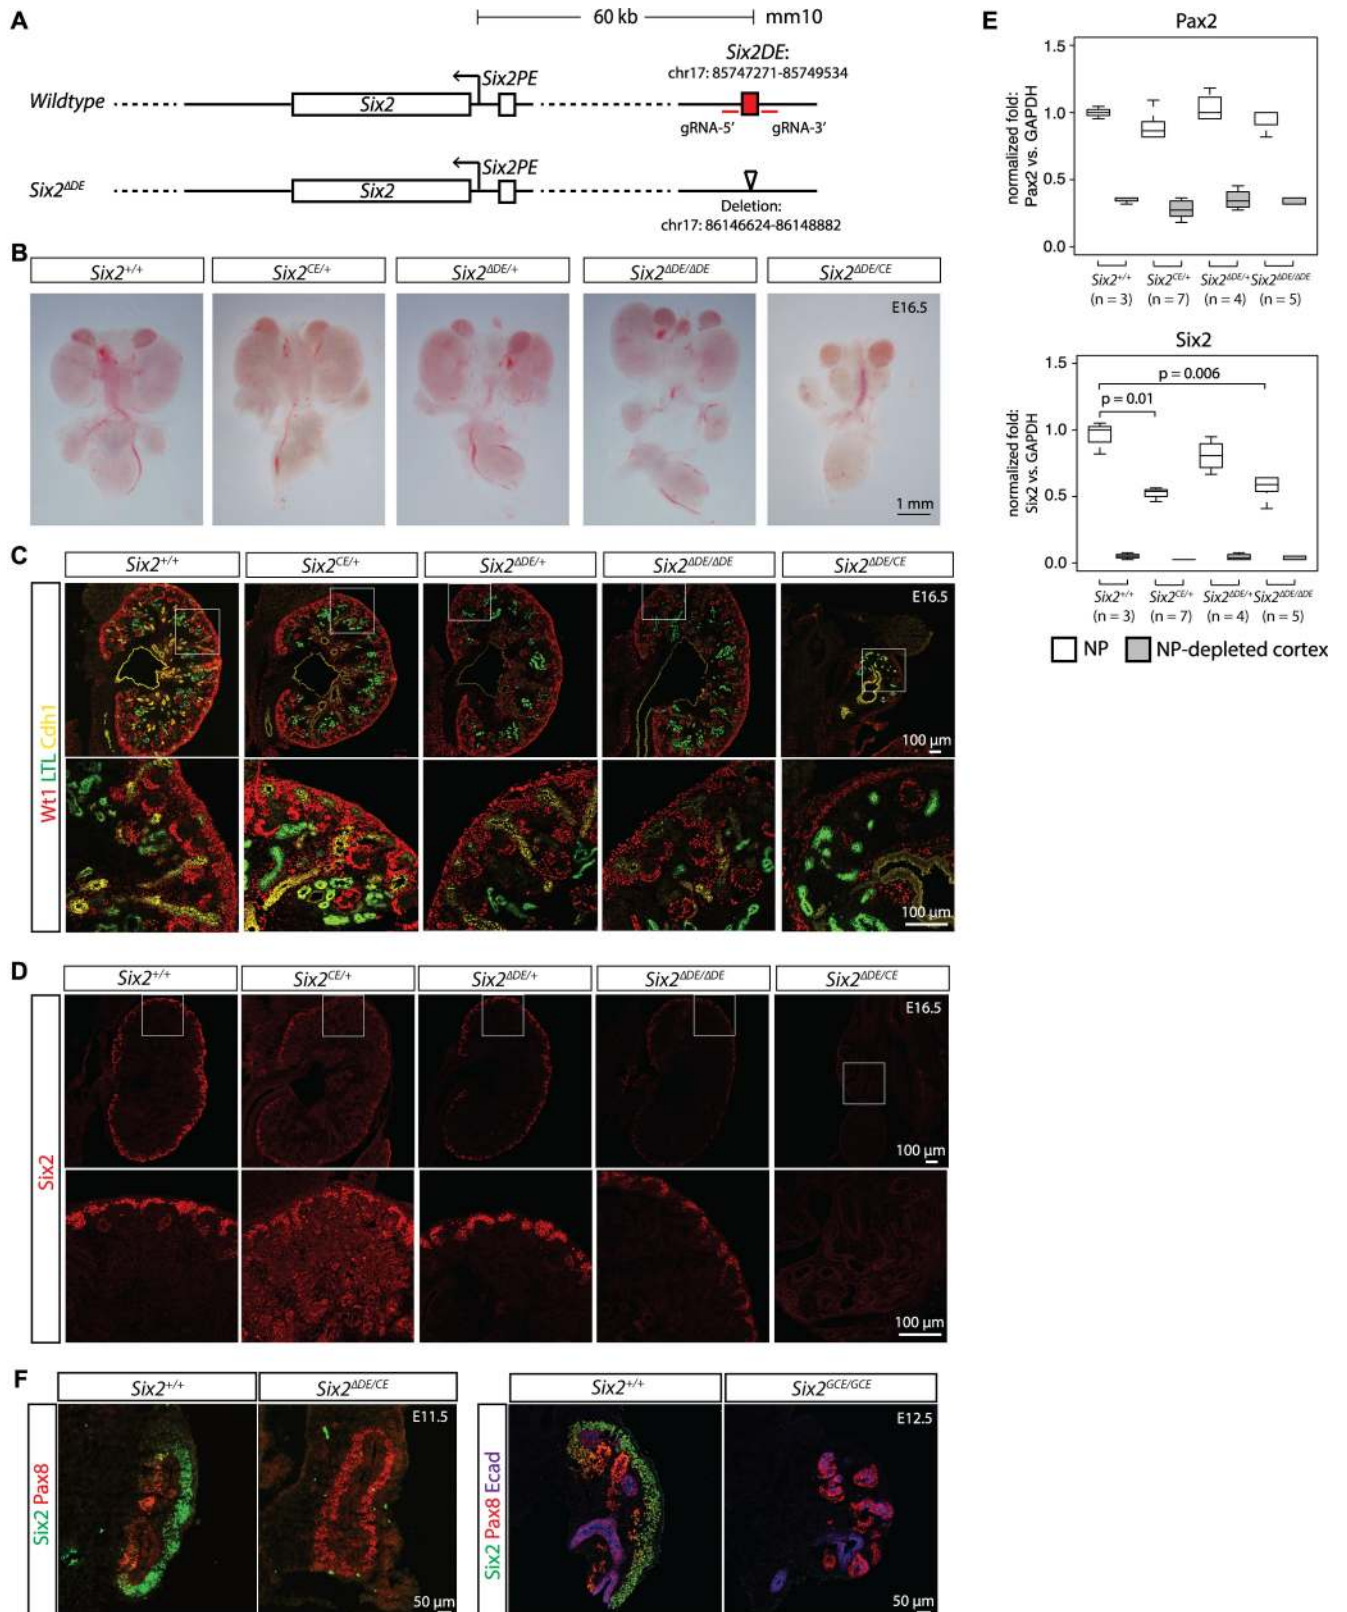 A
60 kb
mm10
Six2DE:
chr17: 85747271-85749534
Wildtype
Six2
Six2PE
gRNA-5'
gRNA-3'
Six2ΔDE
Six2
Six2PE
Deletion:
chr17: 86146624-86148882
B
Six2+/+
Six2CE/+
Six2ΔDE/+
Six2ΔDE/ΔDE
Six2ΔDE/CE
E16.5
1 mm
C
Six2+/+
Six2CE/+
Six2ΔDE/+
Six2ΔDE/ΔDE
Six2ΔDE/CE
Wt1 LTL Cdh1
E16.5
100 µm
100 µm
D
Six2+/+
Six2CE/+
Six2ΔDE/+
Six2ΔDE/ΔDE
Six2ΔDE/CE
Six2
E16.5
100 µm
100 µm
E
Pax2
normalized fold:
Pax2 vs. GAPDH
1.5
1.0
0.5
0.0
Six2+/+
Six2CE/+
Six2ΔDE/+
Six2ΔDE/ΔDE
(n = 3)
(n = 7)
(n = 4)
(n = 5)
Six2
normalized fold:
Six2 vs. GAPDH
1.5
1.0
0.5
0.0
p = 0.006
p = 0.01
Six2+/+
Six2CE/+
Six2ΔDE/+
Six2ΔDE/ΔDE
(n = 3)
(n = 7)
(n = 4)
(n = 5)
NP
NP-depleted cortex
F
Six2+/+
Six2ΔDE/CE
Six2 Pax8
E11.5
50 µm
Six2+/+
Six2GCE/GCE
Six2 Pax8 Ecad
E12.5
50 µm